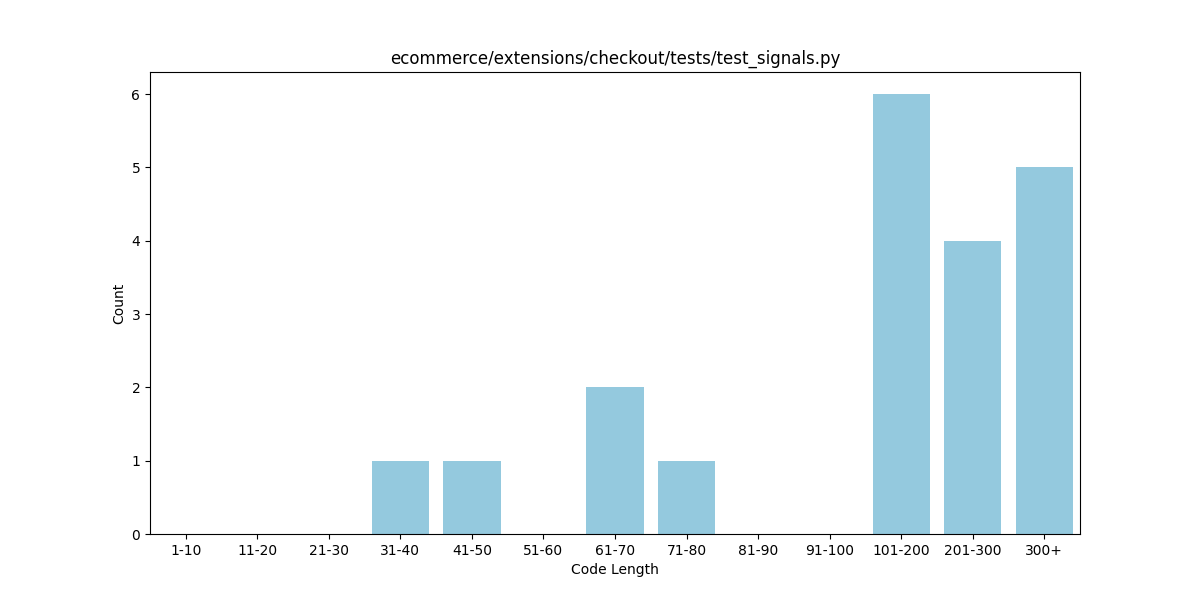 ecommerce/extensions/checkout/tests/test_signals.py
6
5
4
3
2
1
0
Count
1-10 11-20 21-30 31-40 41-50 51-60 61-70 71-80 81-90 91-100 101-200 201-300 300+
Code Length